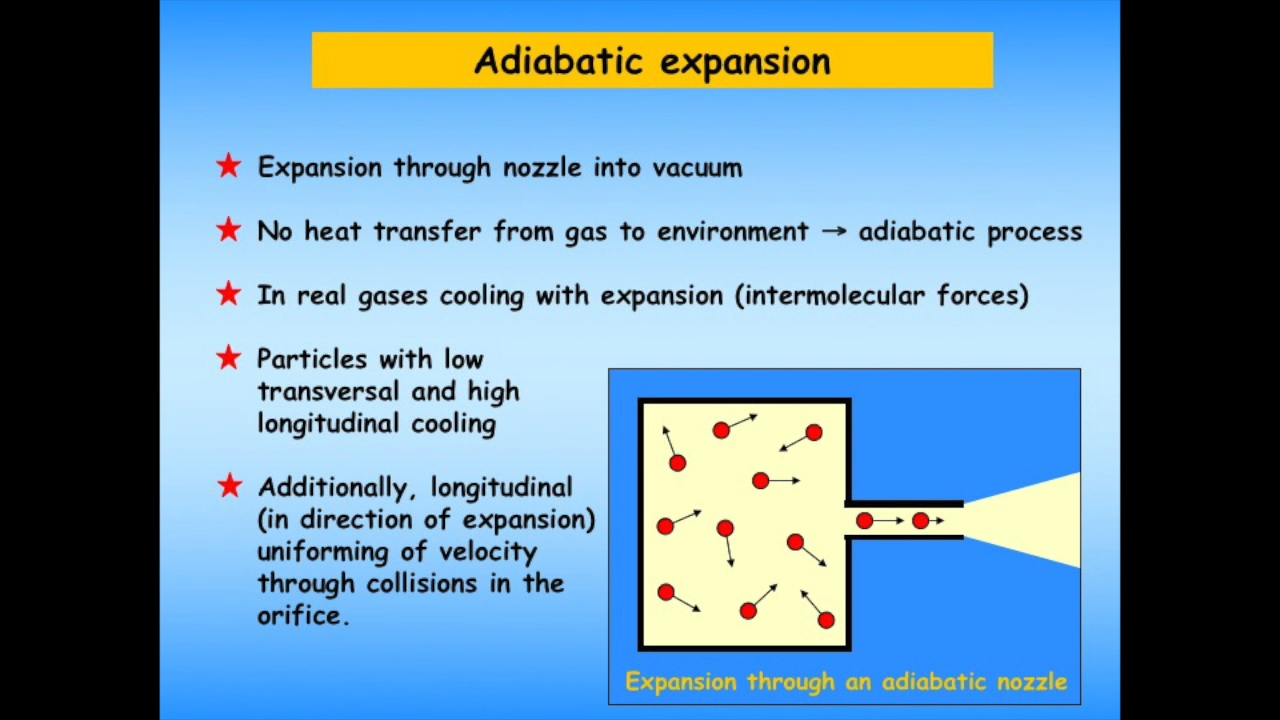 Adiabatic expansion
Expansion through nozzle into vacuum
No heat transfer from gas to environment → adiabatic process
In real gases cooling with expansion (intermolecular forces)
Particles with low
transversal and high
longitudinal cooling
Additionally, longitudinal
(in direction of expansion)
uniforming of velocity
through collisions in the
orifice.
Expansion through an adiabatic nozzle